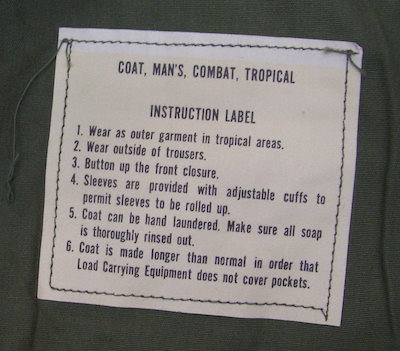 COAT, MAN'S, COMBAT, TROPICAL
INSTRUCTION LABEL
1. Wear as outer garment in tropical areas.
2. Wear outside of trousers.
3. Button up the front closure.
4. Sleeves are provided with adjustable cuffs to
permit sleeves to be rolled up.
5. Coat can be hand laundered. Make sure all soap
is thoroughly rinsed out.
6. Coat is made longer than normal in order that
Load Carrying Equipment does not cover pockets.